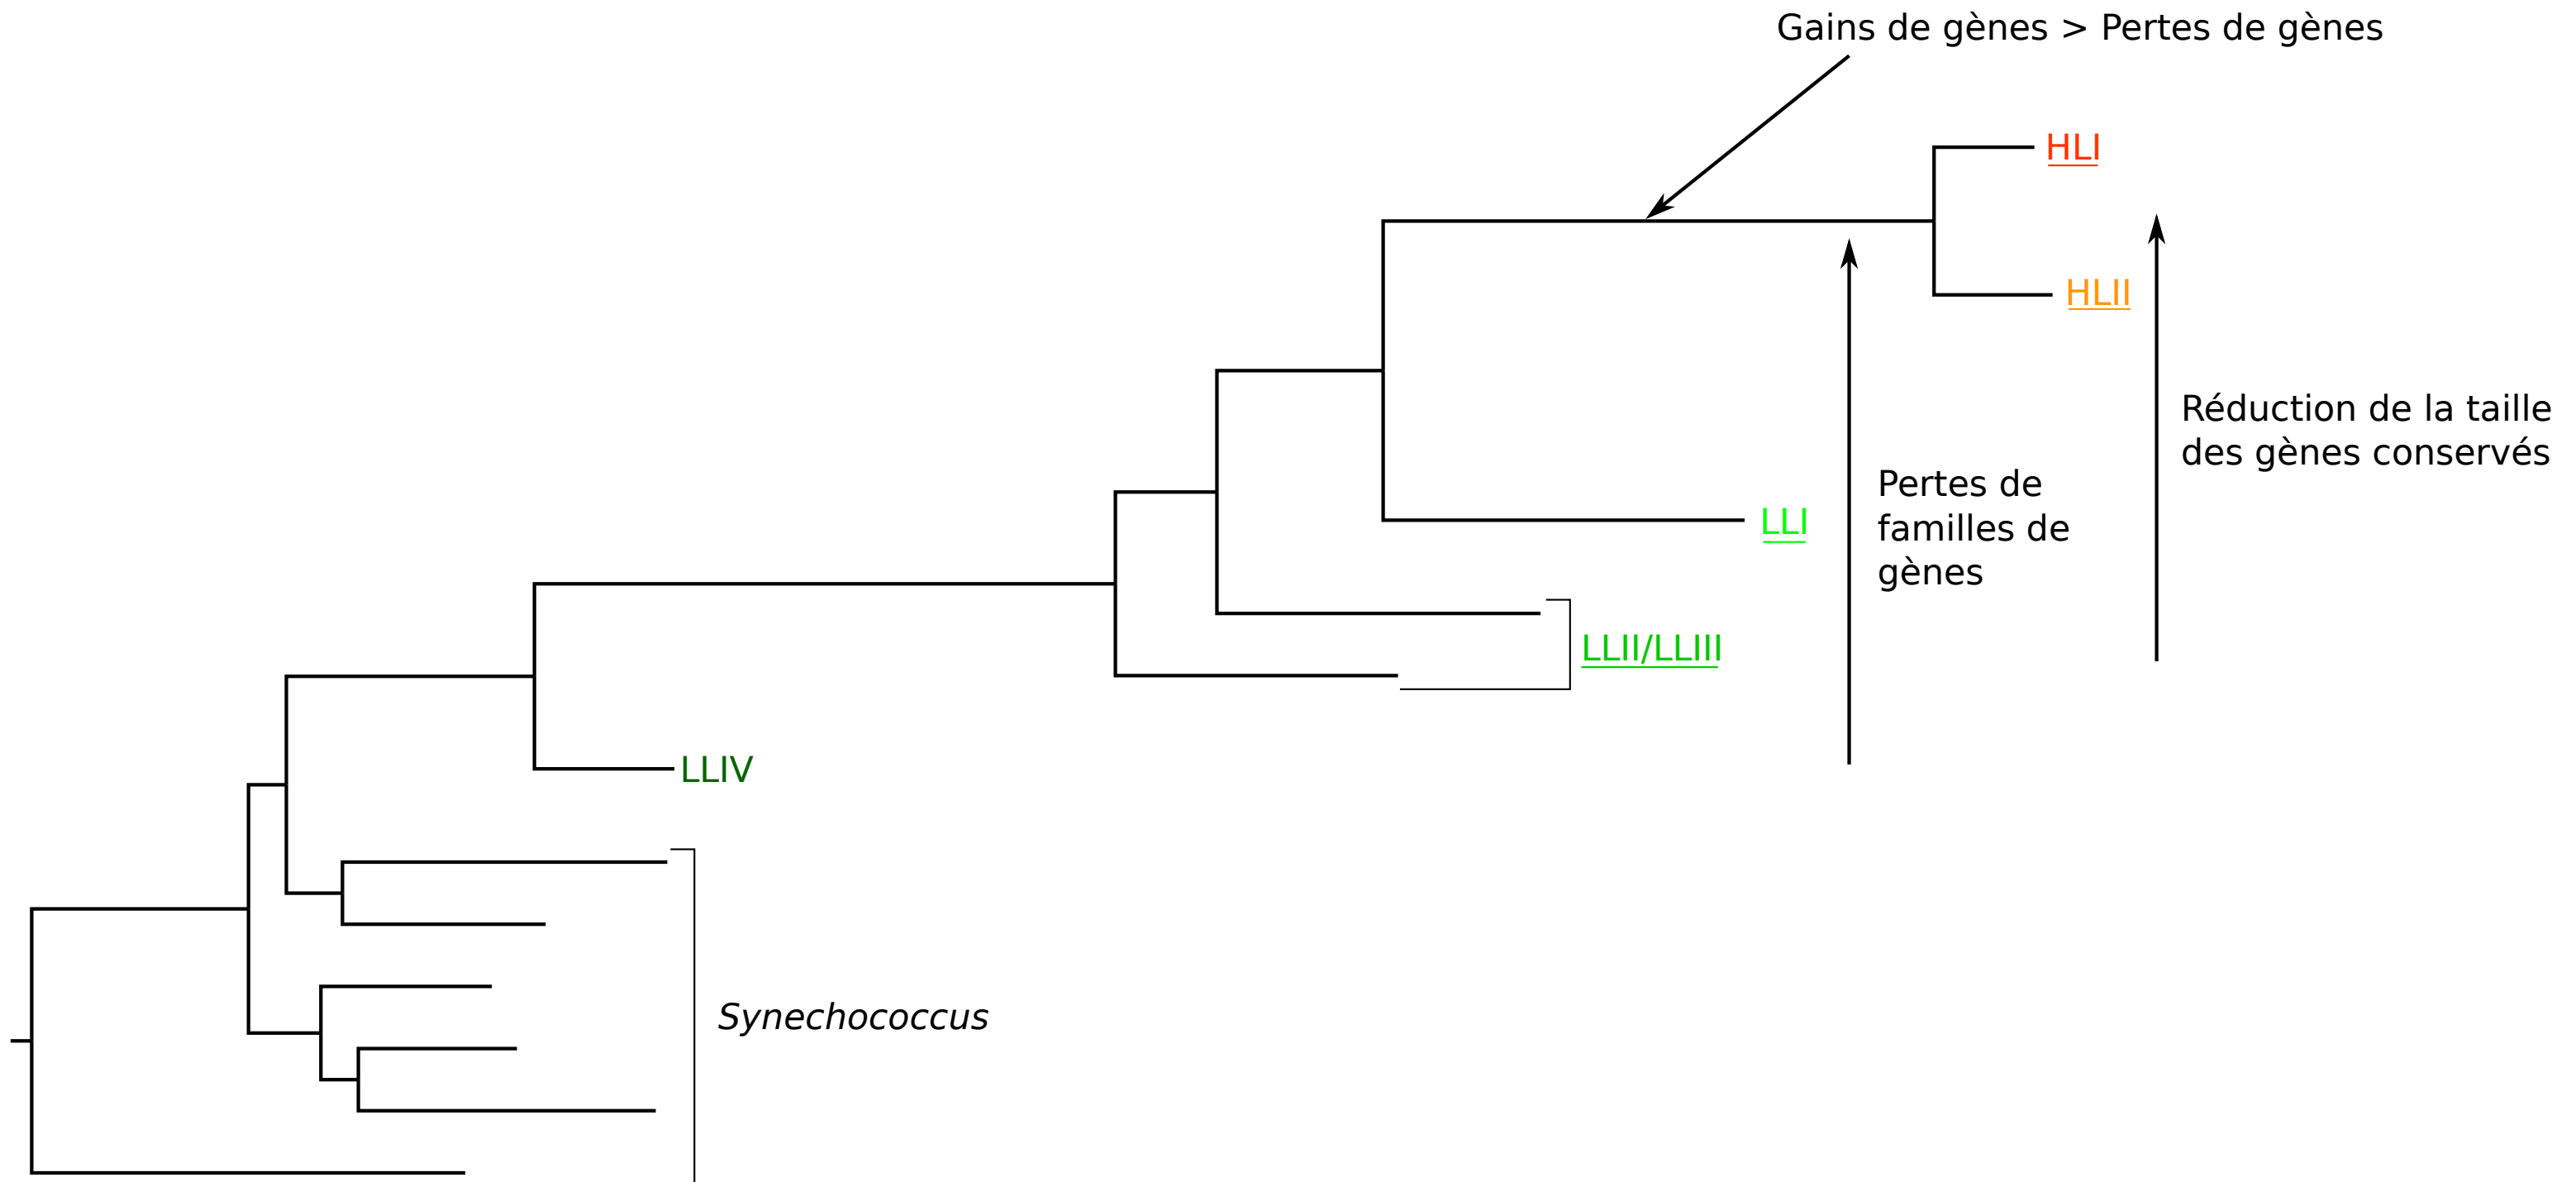 Gains de gènes > Pertes de gènes
HLI
HLII
Réduction de la taille
des gènes conservés
Pertes de
familles de
gènes
LLI
LLII/LLIII
LLIV
Synechococcus